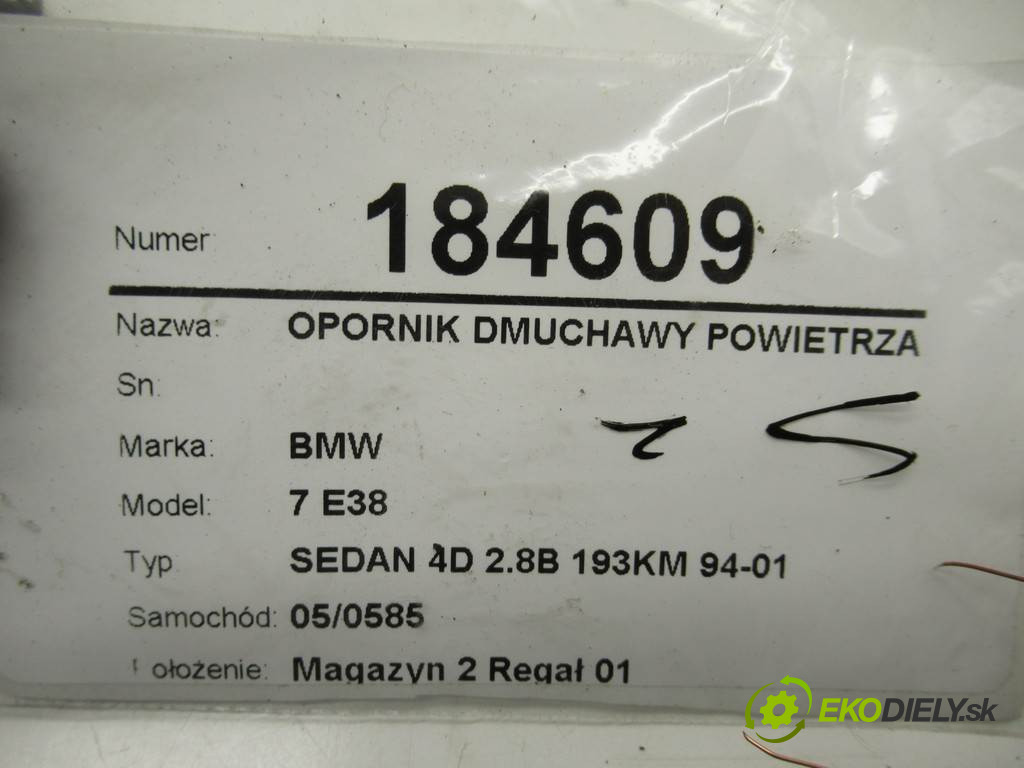 Numer 184609
Nazwa: OPORNIK DMUCHAWY POWIETRZA
Sn:
Marka: BMW
Model: 7 E38
Typ SEDAN 4D 2.8B 193KM 94-01
Samochód: 05/0585
ołożenie: Magazyn 2 Regał 01
EKODIELY.sk